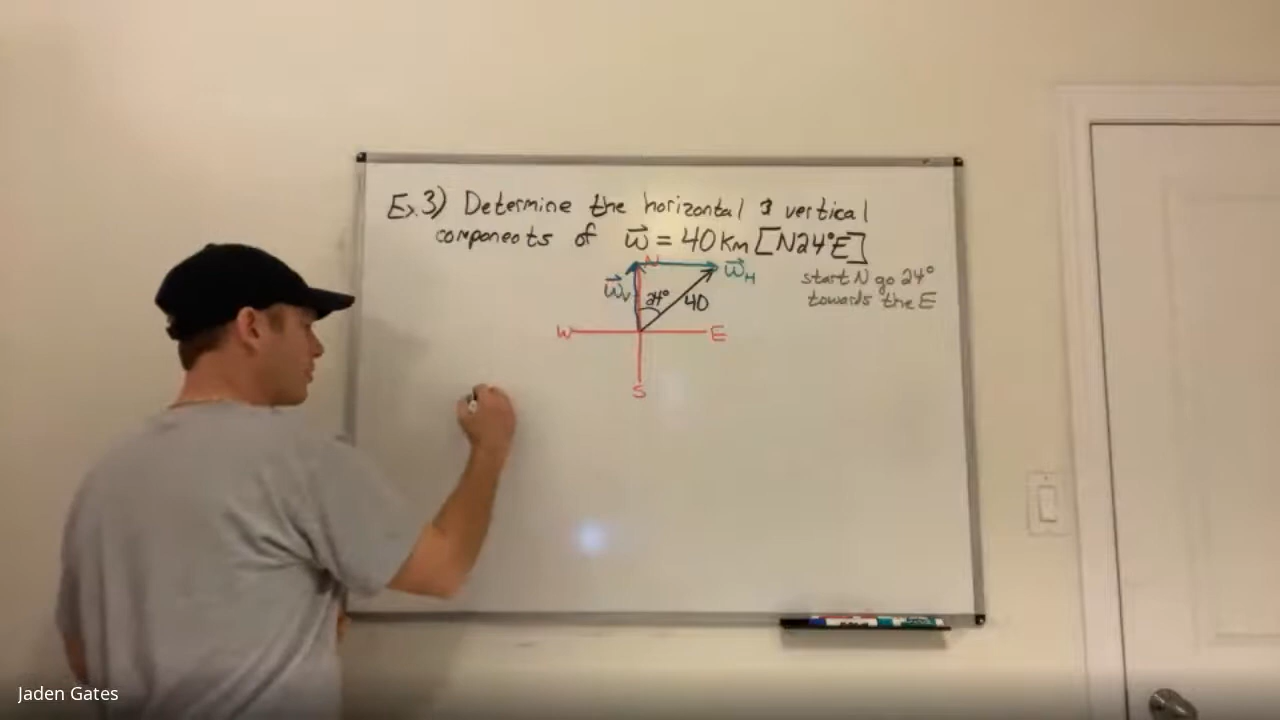 Ex. 3) Determine the horizontal & vertical
components of w⃗ = 40 km [N24°E]
N
w⃗H
start N go 24°
towards the E
w⃗V
24°
40
W
E
S
Jaden Gates